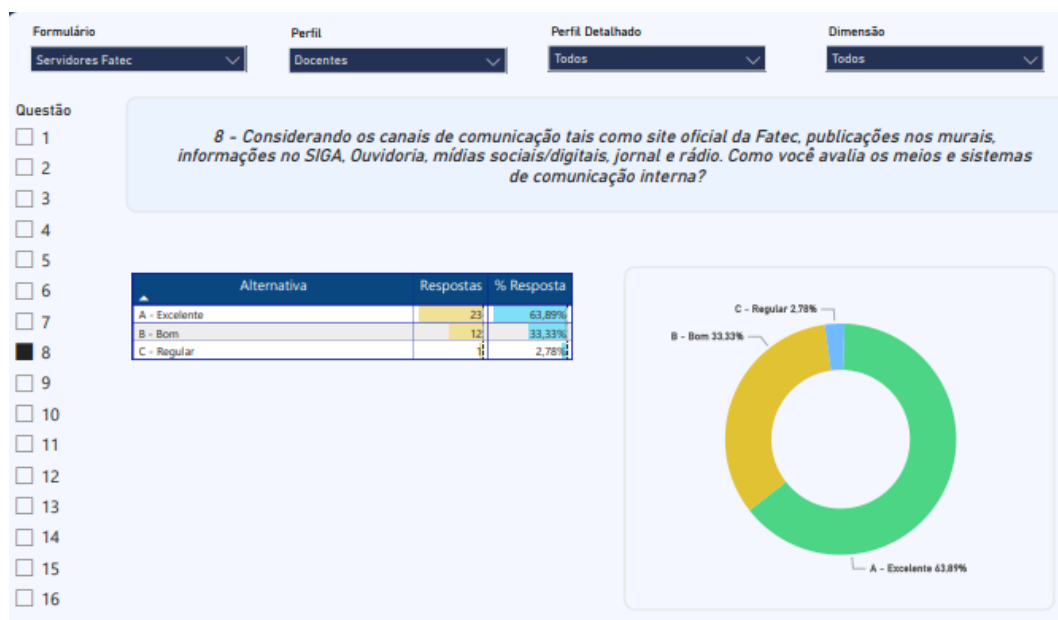 Formulário
Perfil
Perfil Detalhado
Dimensão
Servidores Fatec
Docentes
Todos
Todos
Questão
1
2
3
4
5
6
7
8
9
10
11
12
13
14
15
16
8 - Considerando os canais de comunicação tais como site oficial da Fatec, publicações nos murais,
informações no SIGA, Ouvidoria, mídias sociais/digitais, jornal e rádio. Como você avalia os meios e sistemas
de comunicação interna?
Alternativa Respostas % Resposta
A - Excelente 23 63,89%
B - Bom 12 33,33%
C - Regular 1 2,78%
C - Regular 2,78%
B - Bom 33.33%
A - Excelente 63,89%